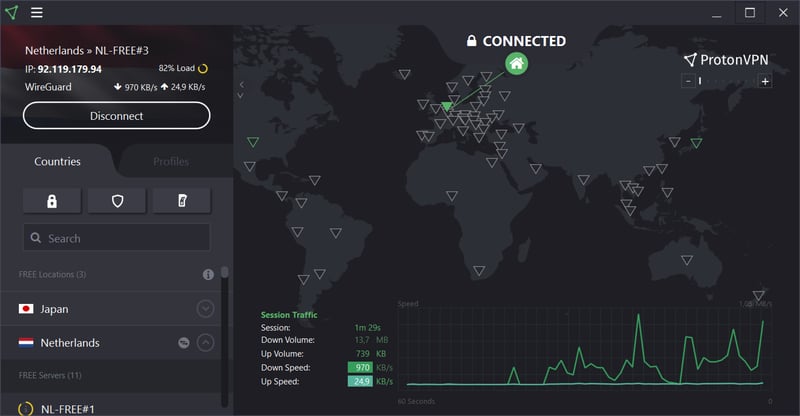 Netherlands » NL-FREE#3
IP: 92.119.179.94
82% Load
WireGuard
970 KB/s
24,9 KB/s
Disconnect
Countries
Profiles
Search
FREE Locations (3)
Japan
Netherlands
FREE Servers (11)
NL-FREE#1
CONNECTED
ProtonVPN
Session Traffic
Session: 1m 29s
Down Volume: 13,7 MB
Up Volume: 739 KB
Down Speed: 970 KB/s
Up Speed: 24,9 KB/s
Speed
60 Seconds
0